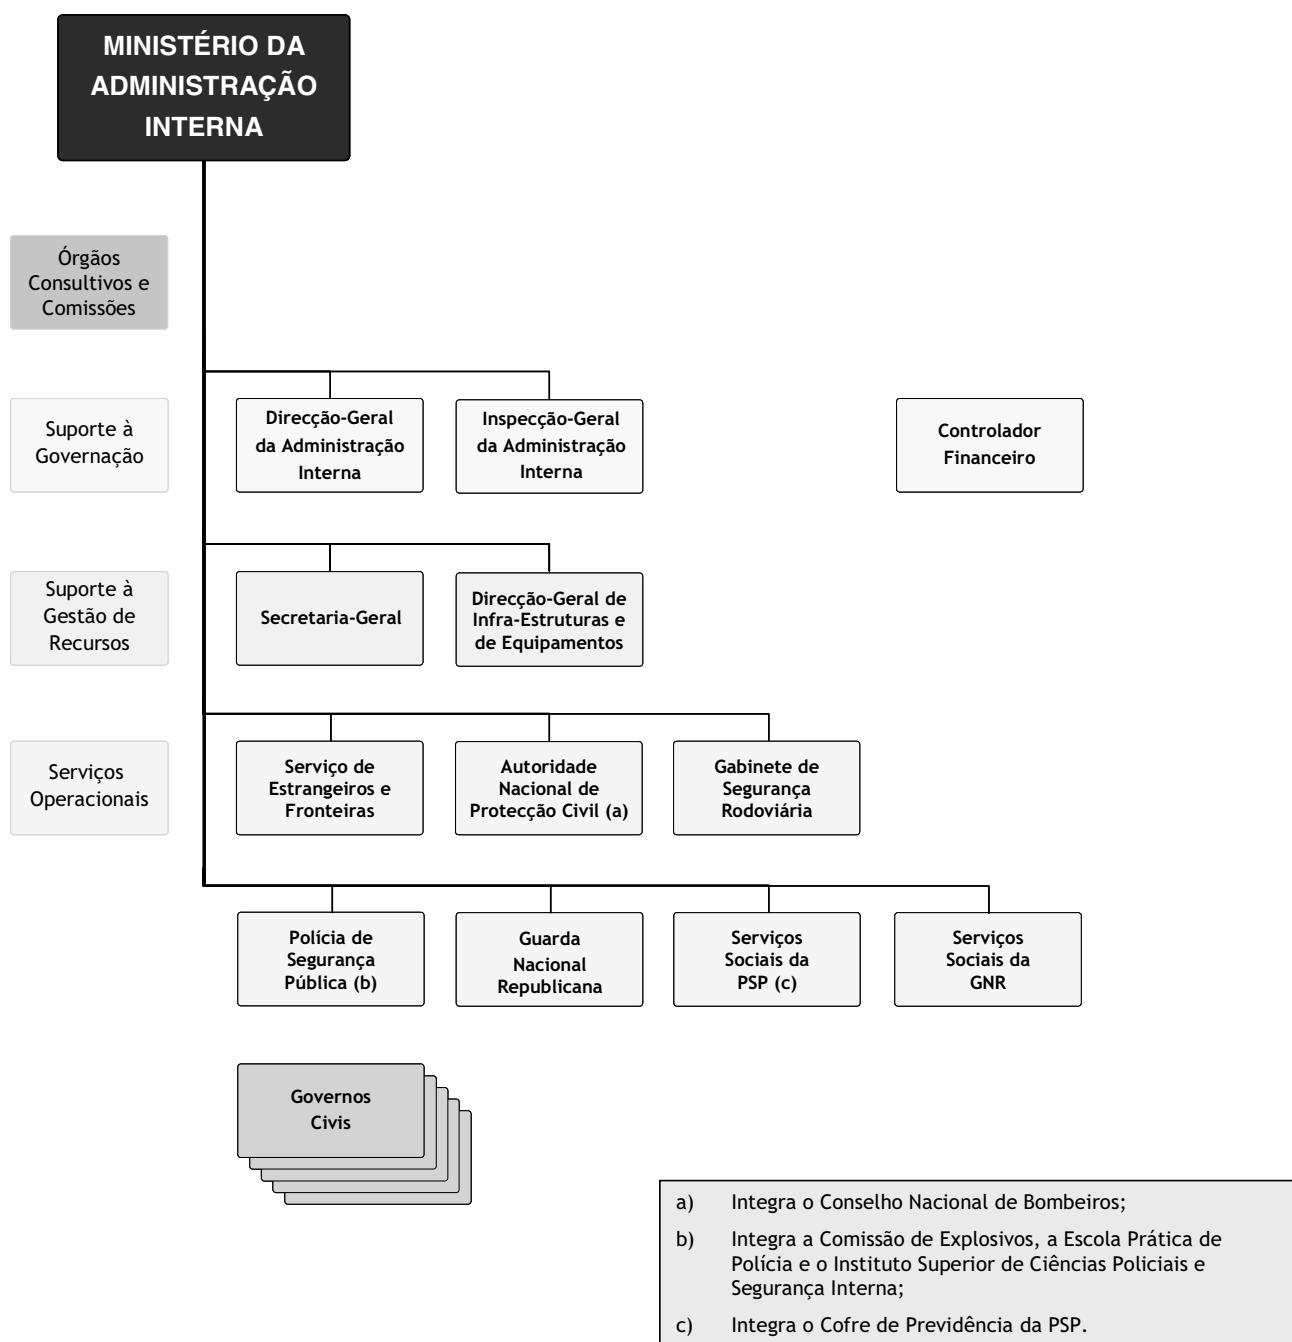 MINISTÉRIO DA
ADMINISTRAÇÃO
INTERNA
Órgãos
Consultivos e
Comissões
Suporte à
Governação
Direcção-Geral
da Administração
Interna
Inspecção-Geral
da Administração
Interna
Controlador
Financeiro
Suporte à
Gestão de
Recursos
Secretaria-Geral
Direcção-Geral de
Infra-Estruturas e
de Equipamentos
Serviços
Operacionais
Serviço de
Estrangeiros e
Fronteiras
Autoridade
Nacional de
Protecção Civil (a)
Gabinete de
Segurança
Rodoviária
Polícia de
Segurança
Pública (b)
Guarda
Nacional
Republicana
Serviços
Sociais da
PSP (c)
Serviços
Sociais da
GNR
Governos
Civis
a) Integra o Conselho Nacional de Bombeiros;
b) Integra a Comissão de Explosivos, a Escola Prática de
Polícia e o Instituto Superior de Ciências Policiais e
Segurança Interna;
c) Integra o Cofre de Previdência da PSP.